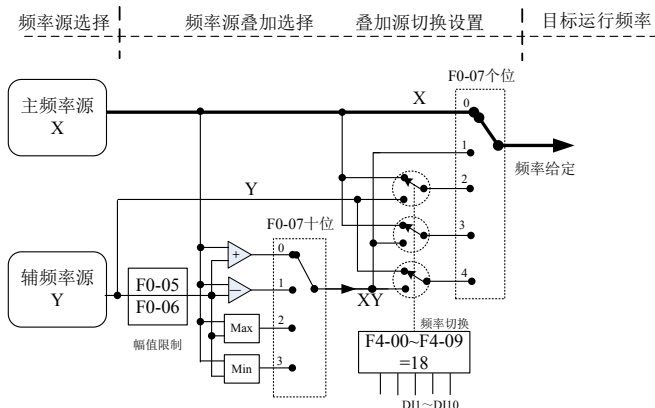 频率源选择
频率源叠加选择
叠加源切换设置
目标运行频率
F0-07个位
主频率源
X
X
0
1
频率给定
2
Y
3
F0-07十位
辅频率源
Y
F0-05
F0-06
幅值限制
+
—
0
1
XY
4
Max
2
Min
3
频率切换
F4-00~F4-09
=18
DI1~DI10